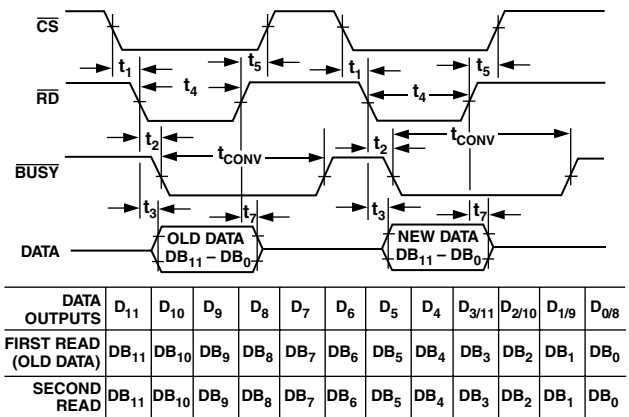 CS
t1 t5 t1 t5
RD t4 t4
t2 tCONV t2 tCONV
BUSY
t3 t7 t3 t7
DATA OLD DATA NEW DATA
DB11 – DB0 DB11 – DB0
DATA OUTPUTS D11 D10 D9 D8 D7 D6 D5 D4 D3/11 D2/10 D1/9 D0/8
FIRST READ (OLD DATA) DB11 DB10 DB9 DB8 DB7 DB6 DB5 DB4 DB3 DB2 DB1 DB0
SECOND READ DB11 DB10 DB9 DB8 DB7 DB6 DB5 DB4 DB3 DB2 DB1 DB0